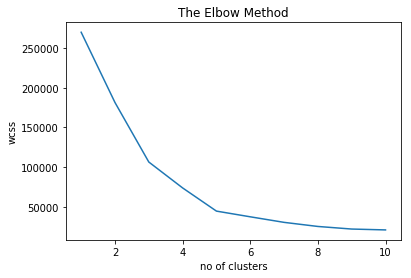 The Elbow Method
250000
200000
150000
100000
50000
wcss
2 4 6 8 10
no of clusters